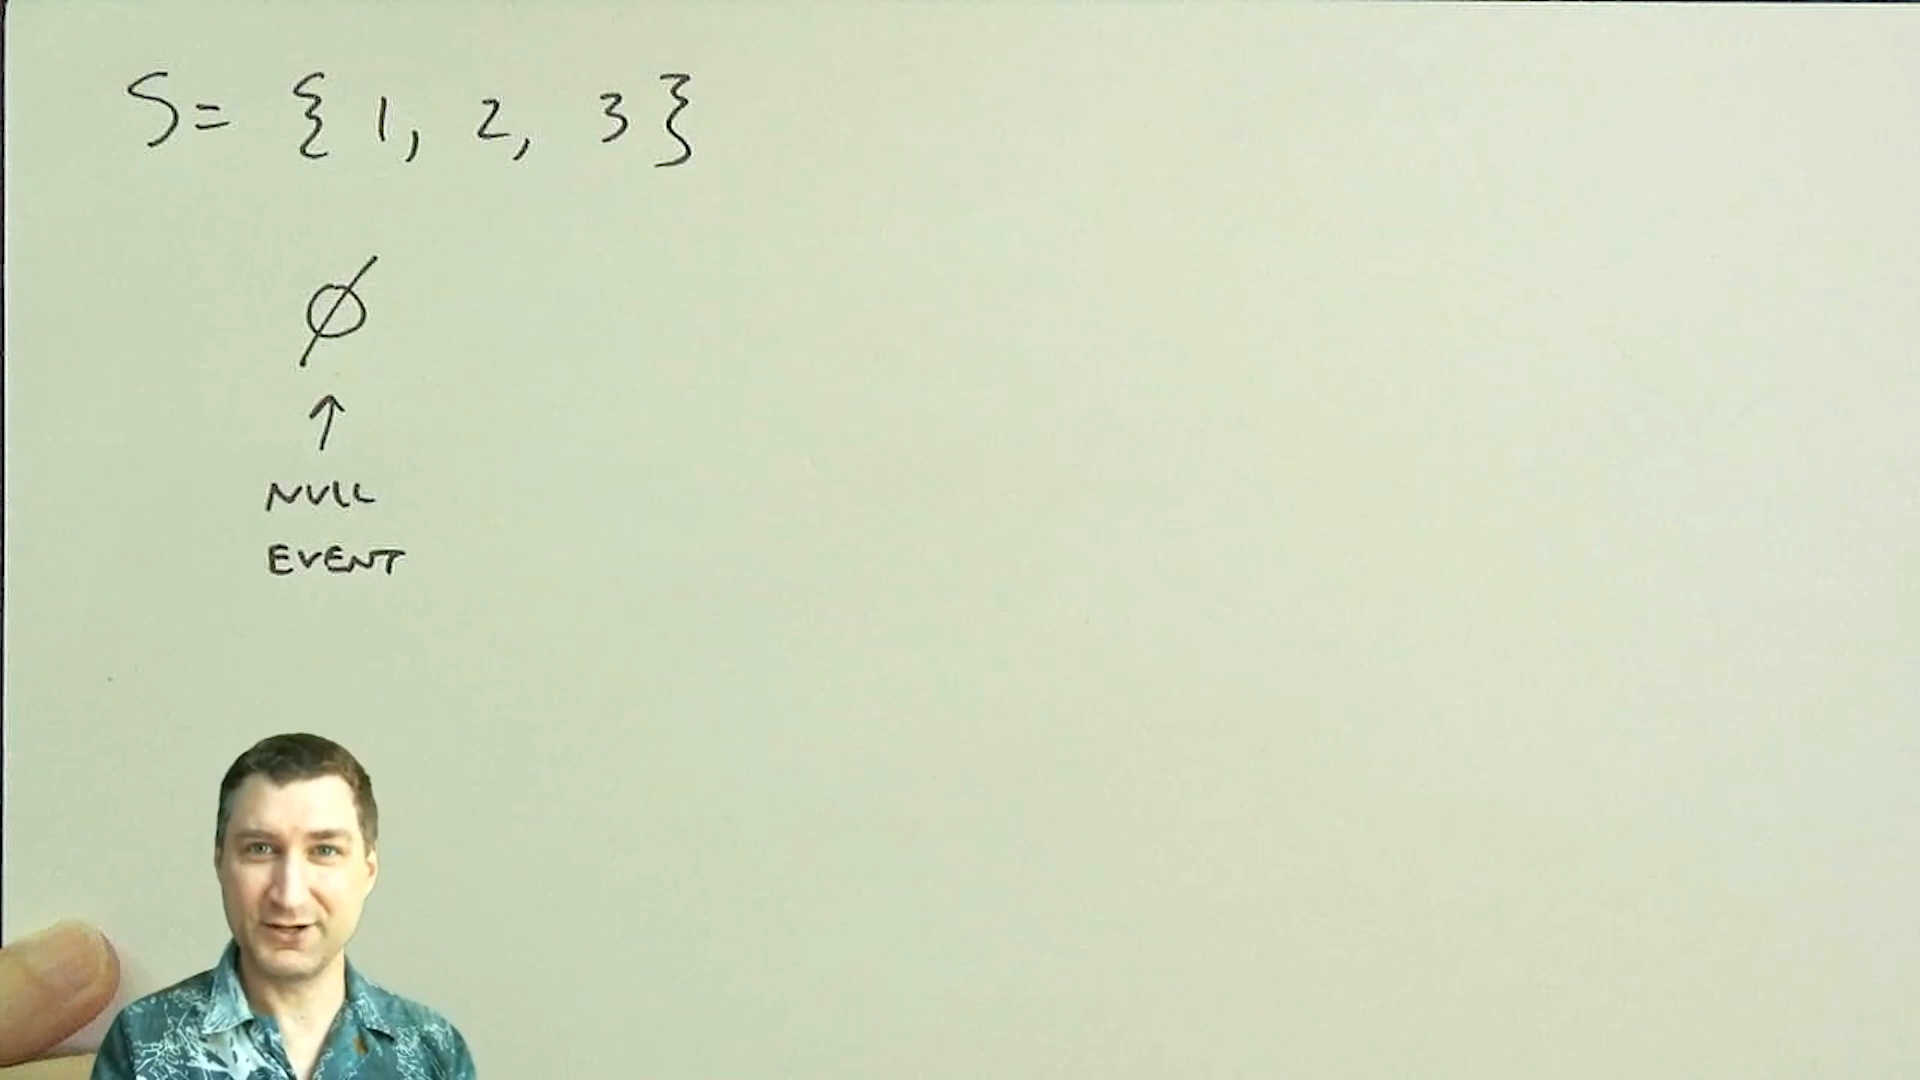 S = { 1, 2, 3 }
∅
↑
NULL
EVENT